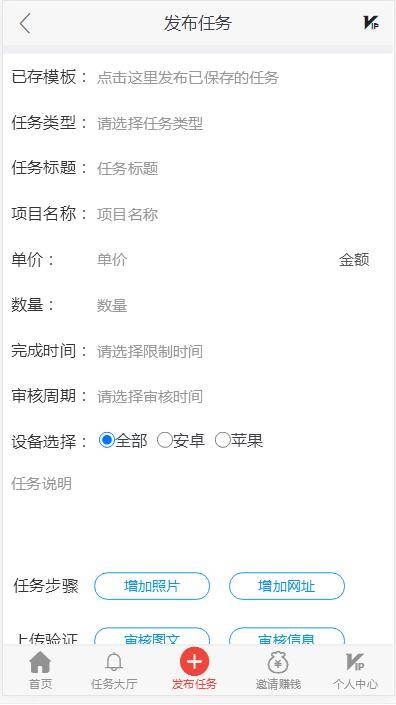 发布任务 VIP
已存模板： 点击这里发布已保存的任务
任务类型： 请选择任务类型
任务标题： 任务标题
项目名称： 项目名称
单价： 单价 金额
数量： 数量
完成时间： 请选择限制时间
审核周期： 请选择审核时间
设备选择： 全部 安卓 苹果
任务说明
任务步骤 增加照片 增加网址
上传验证 审核图文 审核信息
首页 任务大厅 发布任务 邀请赚钱 VIP 个人中心